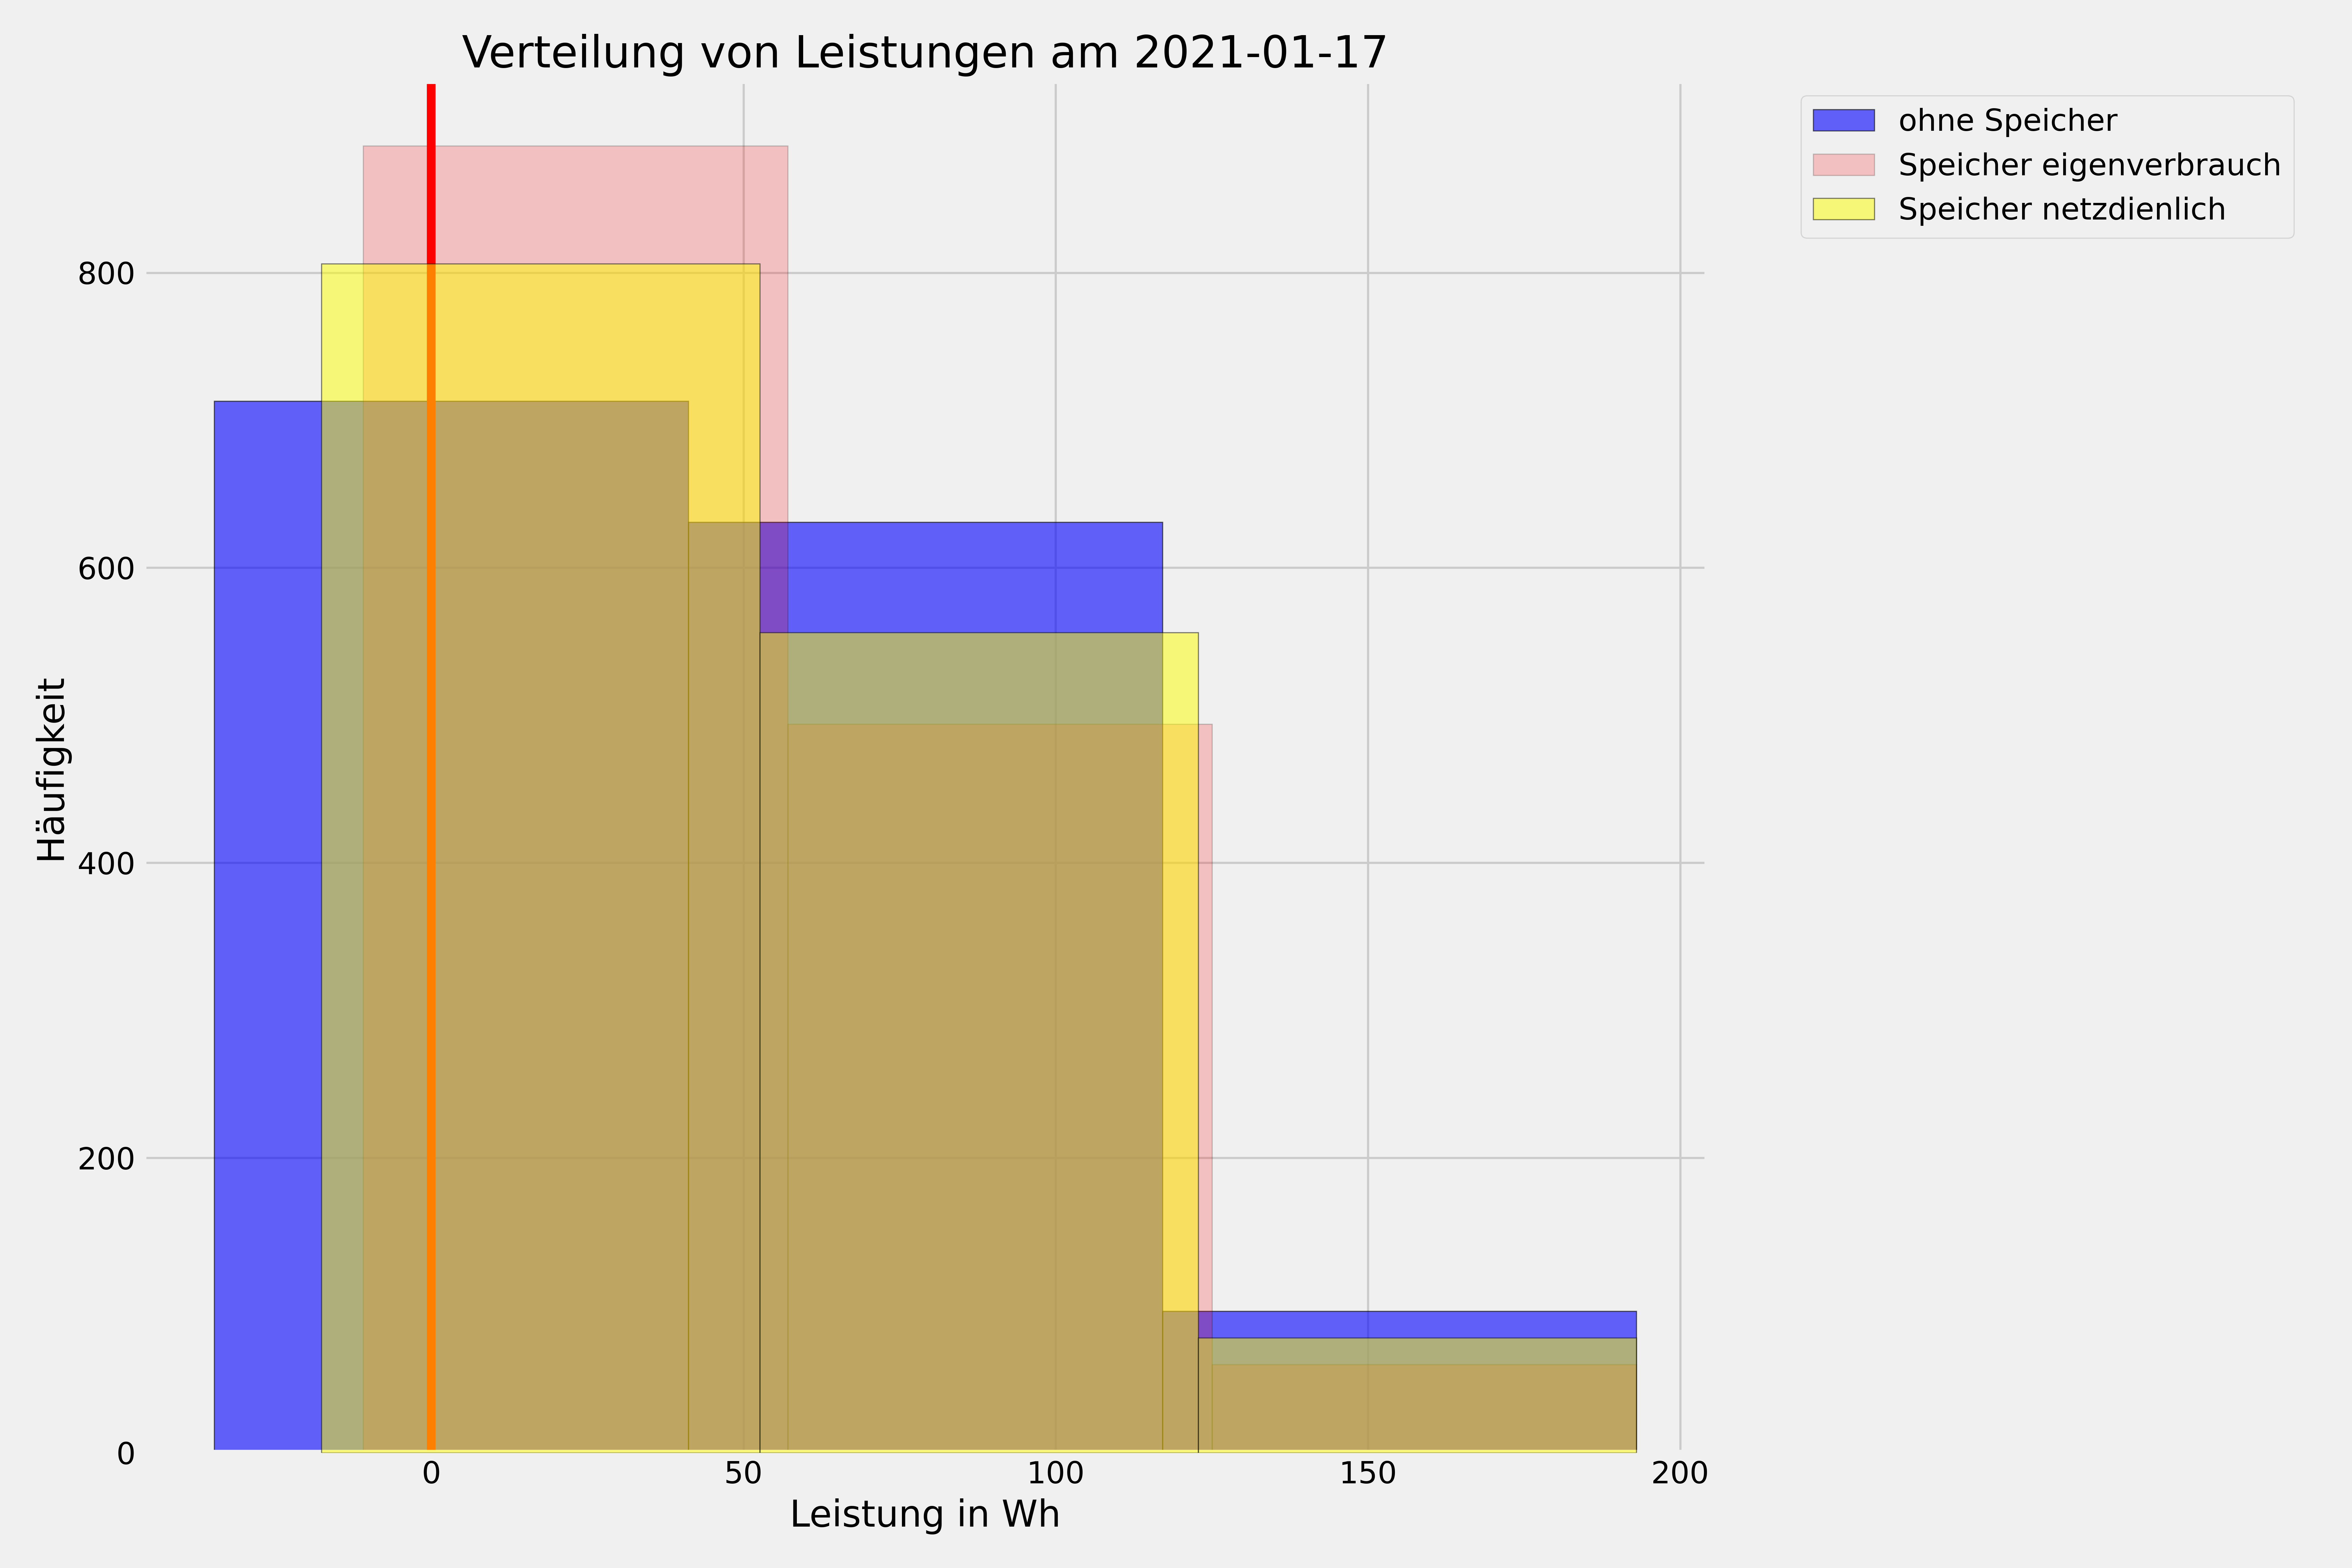 Verteilung von Leistungen am 2021-01-17
ohne Speicher
Speicher eigenverbrauch
Speicher netzdienlich
Häufigkeit
800
600
400
200
0
0 50 100 150 200
Leistung in Wh